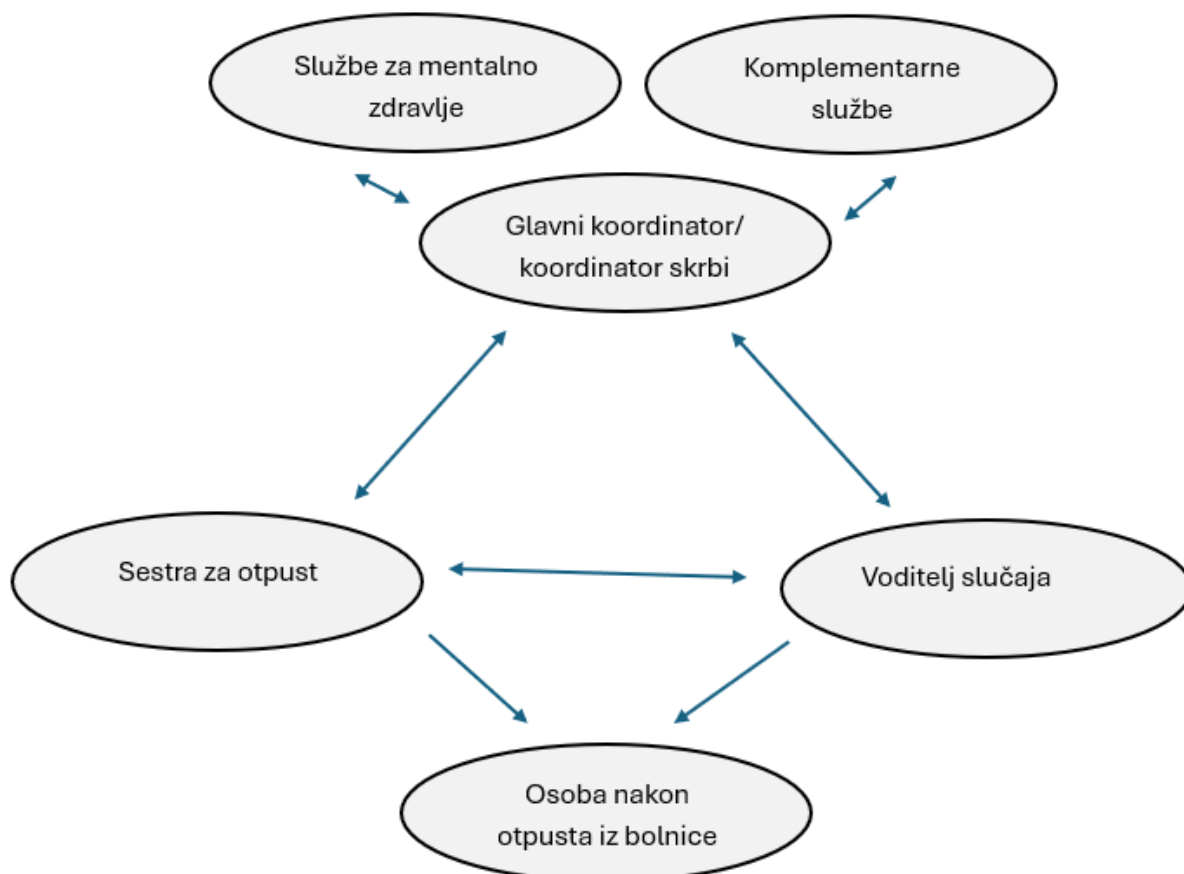 Službe za mentalno
zdravlje
Komplementarne
službe
Glavni koordinator/
koordinator skrbi
Sestra za otpust
Voditelj slučaja
Osoba nakon
otpusta iz bolnice